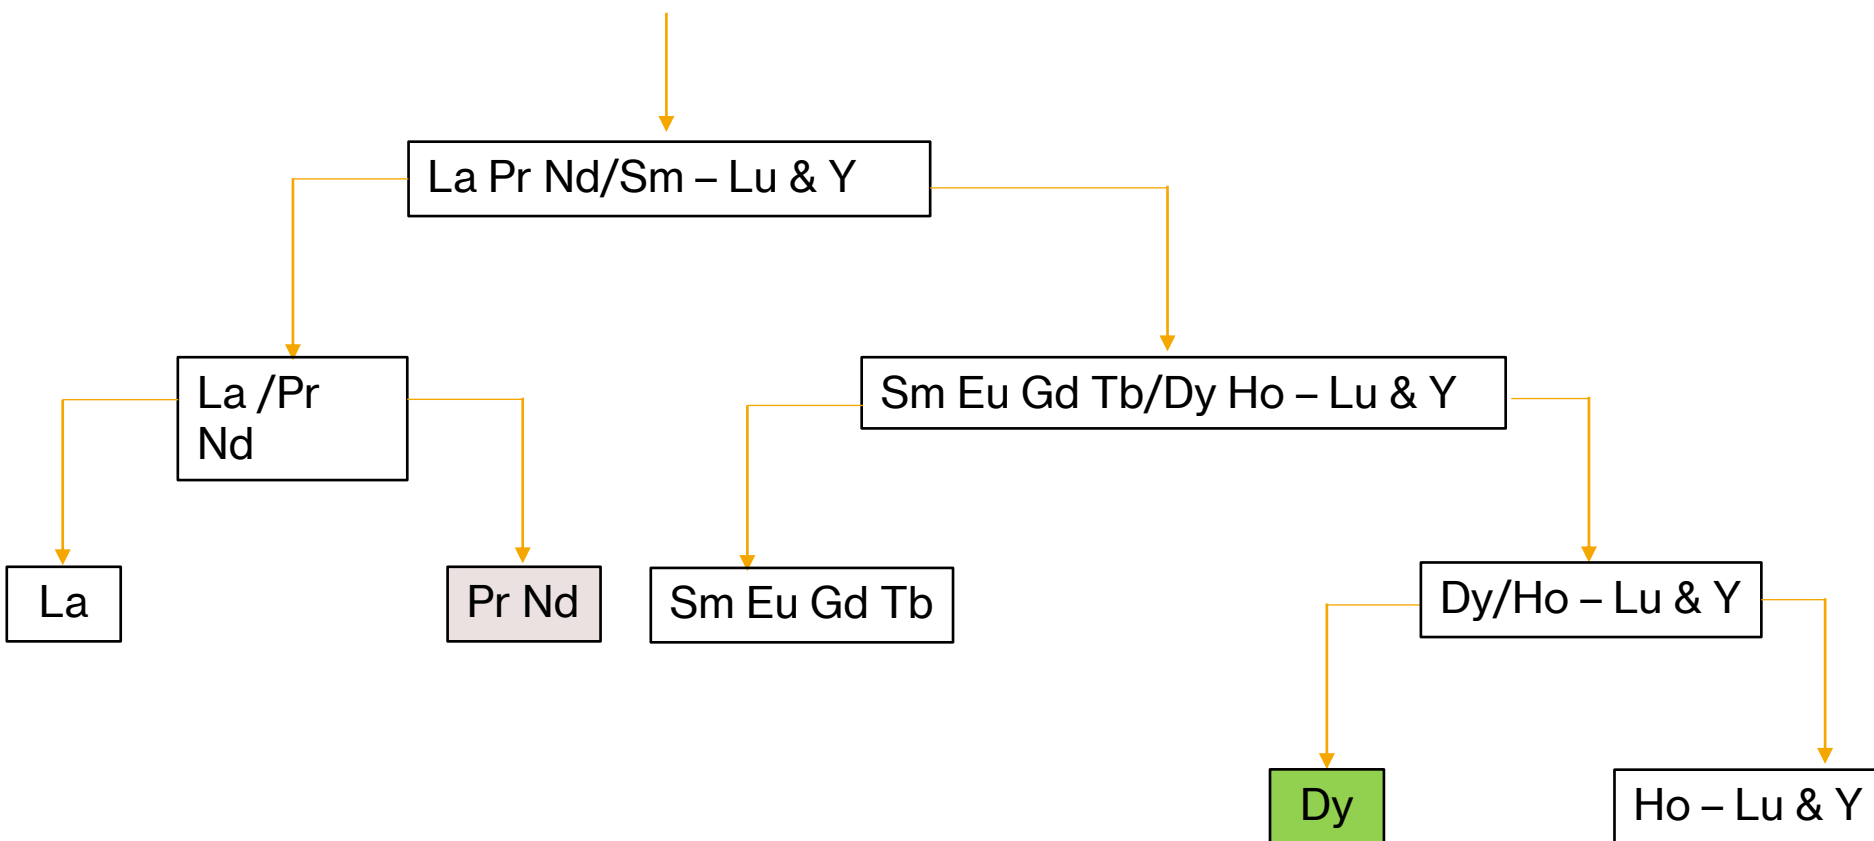 La Pr Nd/Sm – Lu & Y
La /Pr
Nd
Sm Eu Gd Tb/Dy Ho – Lu & Y
La
Pr Nd
Sm Eu Gd Tb
Dy/Ho – Lu & Y
Dy
Ho – Lu & Y